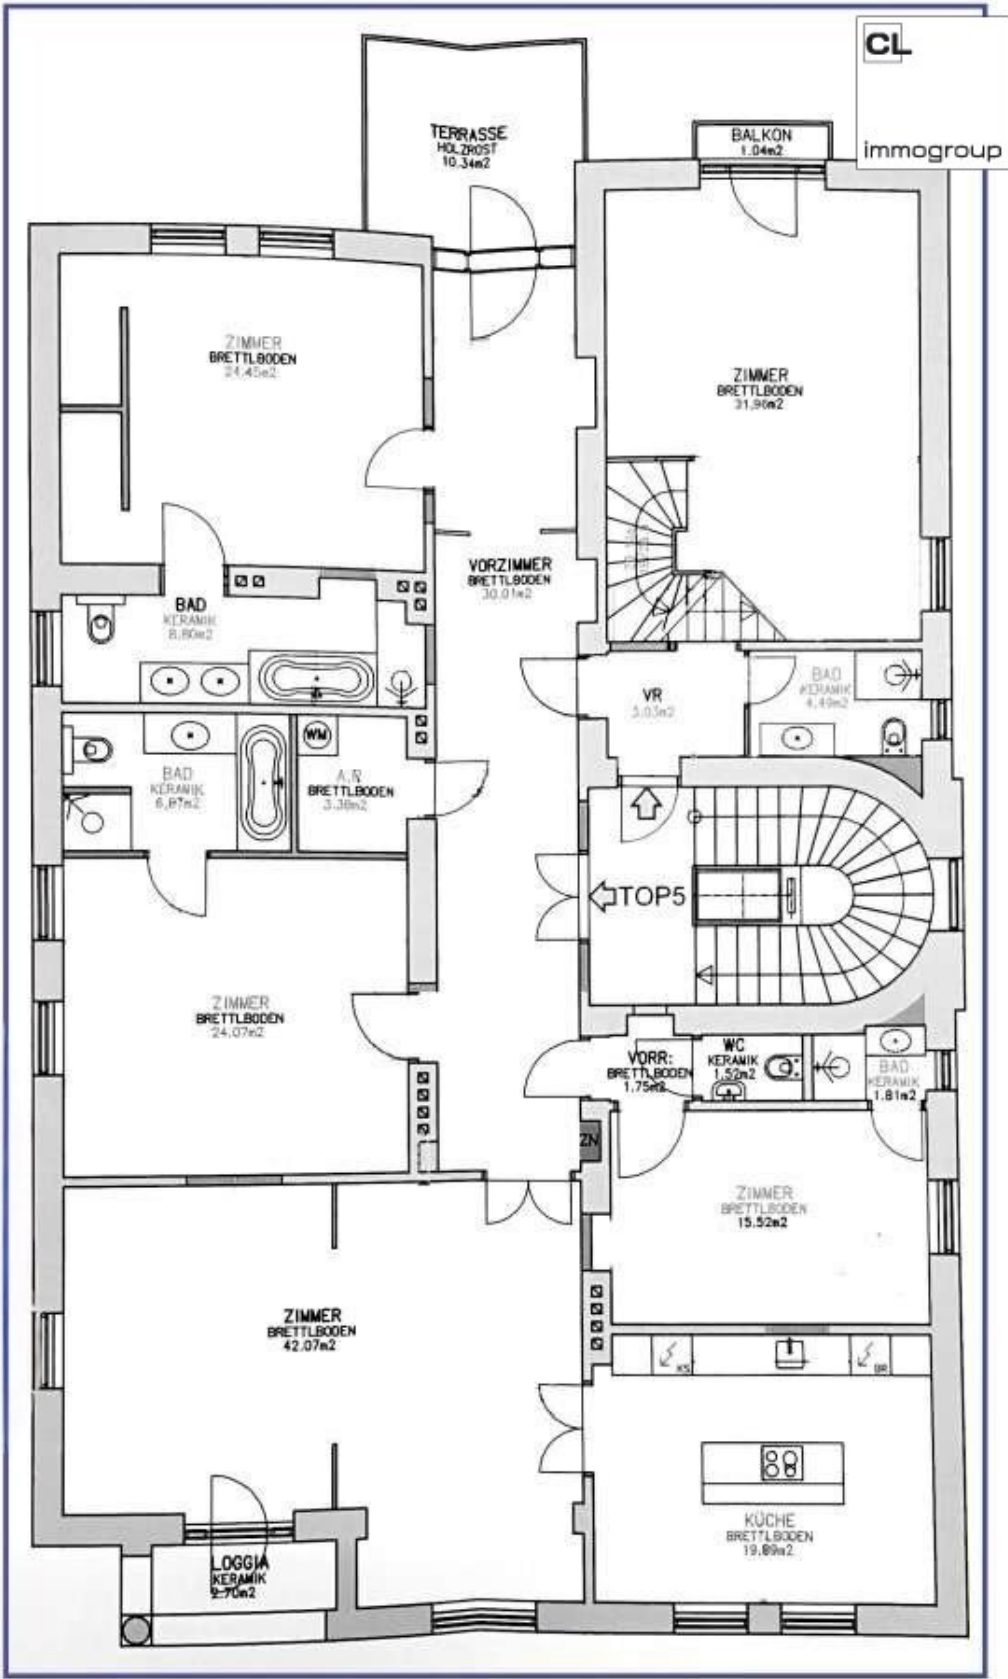 CL
immogroup
TERRASSE
HOLZROST
10.34m2
BALKON
1.04m2
ZIMMER
BRETTLBODEN
24.45m2
ZIMMER
BRETTLBODEN
31,96m2
VORZIMMER
BRETTLBODEN
30.01m2
BAD
KERAMIK
8.80m2
VR
3.03m2
BAD
KERAMIK
4.49m2
WM
BAD
KERAMIK
6,87m2
A.R
BRETTLBODEN
3.38m2
TOP5
ZIMMER
BRETTLBODEN
24.07m2
VORR:
BRETTLBODEN
1.75m2
WC
KERAMIK
1.52m2
BAD
KERAMIK
1.81m2
ZN
ZIMMER
BRETTLBODEN
15.52m2
ZIMMER
BRETTLBODEN
42.07m2
KS
GR
KÜCHE
BRETTLBODEN
19.89m2
LOGGIA
KERAMIK
2.70m2